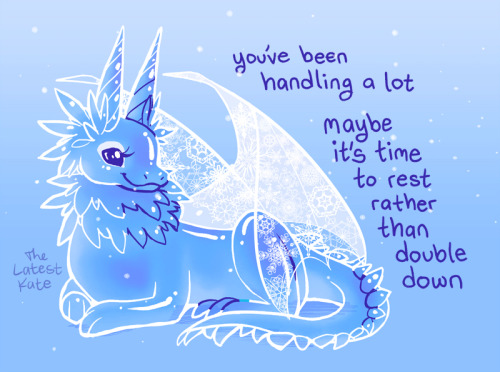 you've been
handling a lot
maybe
it's time
to rest
rather
than
double
down
The
Latest
Kate